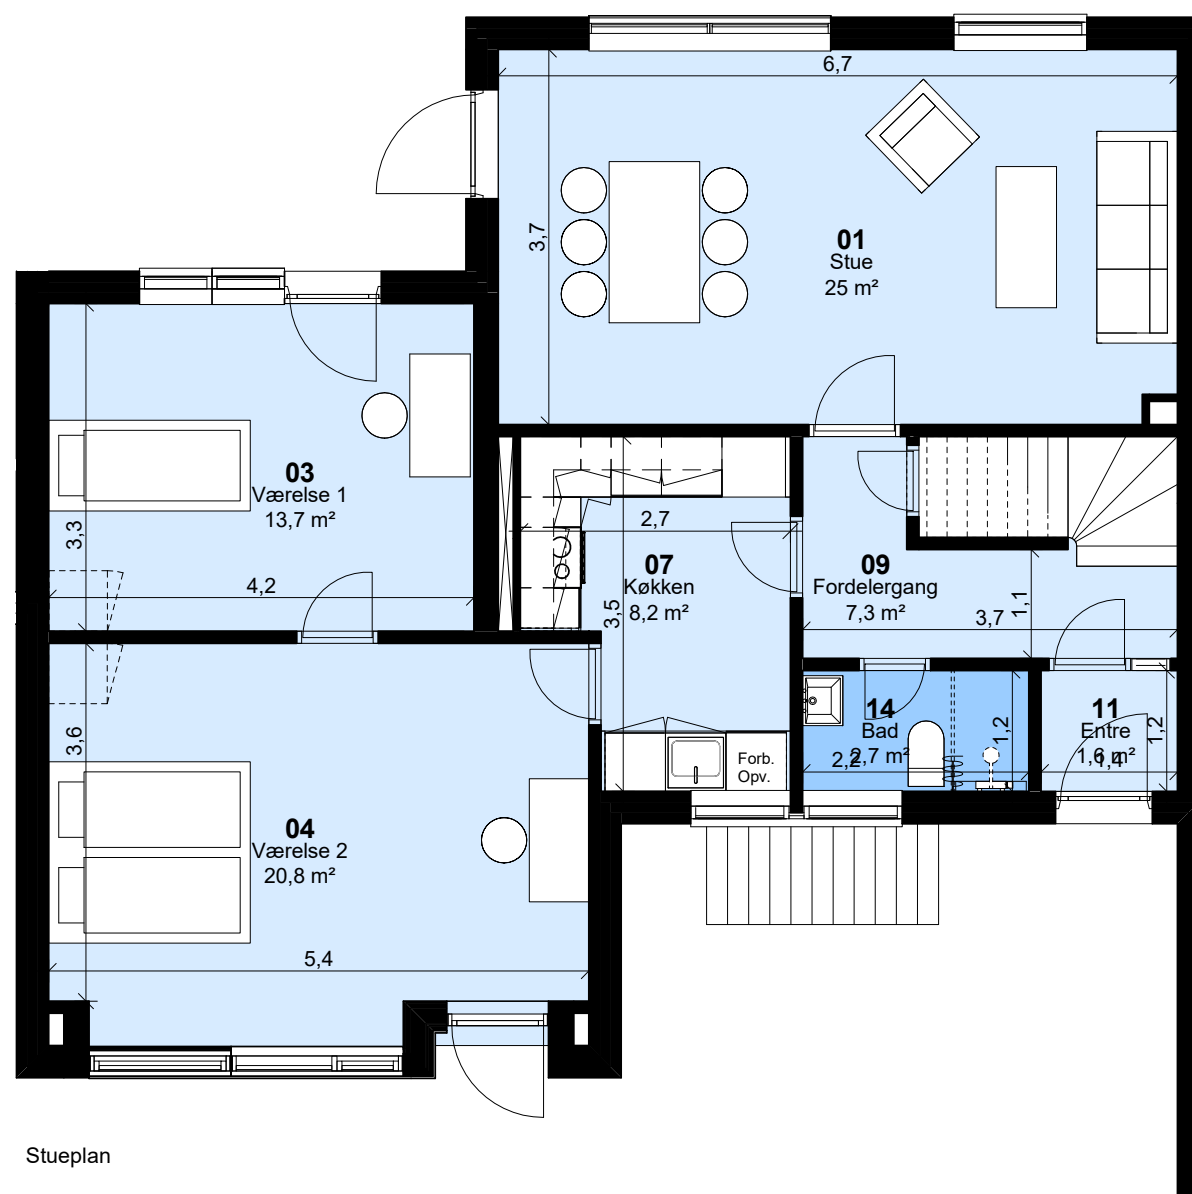 6,7
3,7
01
Stue
25 m²
03
Værelse 1
13,7 m²
3,3
4,2
2,7
07
Køkken
8,2 m²
3,5
09
Fordelergang
7,3 m²
1,1
3,7
14
Bad
2,7 m²
2,2
1,2
11
Entre
1,6 m²
1,4
1,2
Forb.
Opv.
3,6
04
Værelse 2
20,8 m²
5,4
Stueplan